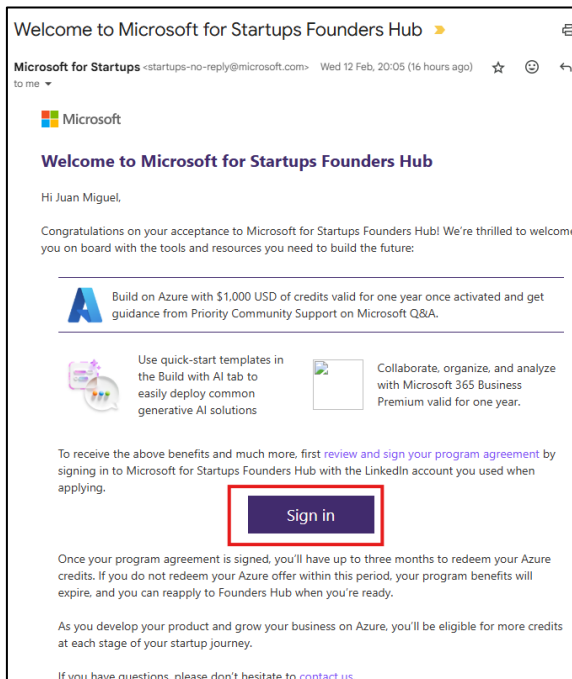 Welcome to Microsoft for Startups Founders Hub
Microsoft for Startups <startups-no-reply@microsoft.com> Wed 12 Feb, 20:05 (16 hours ago)
to me
Microsoft
Welcome to Microsoft for Startups Founders Hub
Hi Juan Miguel,
Congratulations on your acceptance to Microsoft for Startups Founders Hub! We're thrilled to welcome
you on board with the tools and resources you need to build the future:
Build on Azure with $1,000 USD of credits valid for one year once activated and get
guidance from Priority Community Support on Microsoft Q&A.
Use quick-start templates in
the Build with AI tab to
easily deploy common
generative AI solutions
Collaborate, organize, and analyze
with Microsoft 365 Business
Premium valid for one year.
To receive the above benefits and much more, first review and sign your program agreement by
signing in to Microsoft for Startups Founders Hub with the LinkedIn account you used when
applying.
Sign in
Once your program agreement is signed, you'll have up to three months to redeem your Azure
credits. If you do not redeem your Azure offer within this period, your program benefits will
expire, and you can reapply to Founders Hub when you're ready.
As you develop your product and grow your business on Azure, you'll be eligible for more credits
at each stage of your startup journey.
If you have questions, please don't hesitate to contact us.